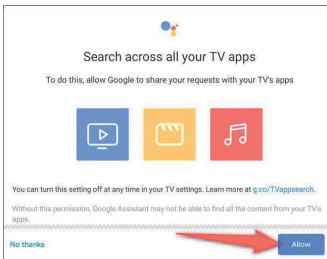 Search across all your TV apps
To do this, allow Google to share your requests with your TV's apps
You can turn this setting off at any time in your TV settings. Learn more at g.co/TVappsearch.
Without this permission, Google Assistant may not be able to find all the content from your TV's
apps.
No thanks
Allow